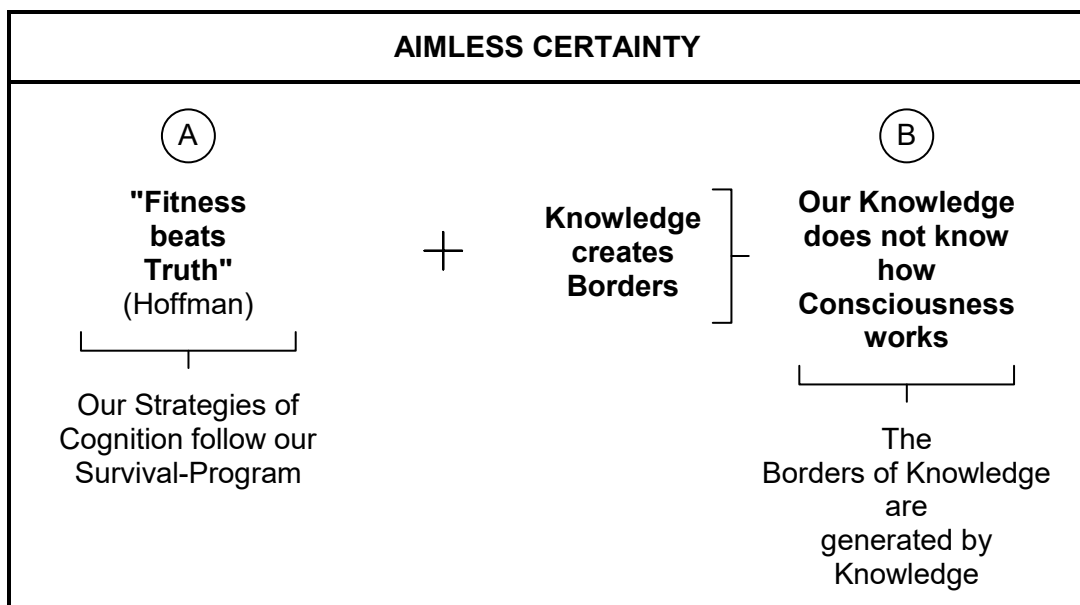 AIMLESS CERTAINTY
A
"Fitness
beats
Truth"
(Hoffman)
Our Strategies of
Cognition follow our
Survival-Program
+
Knowledge
creates
Borders
B
Our Knowledge
does not know
how
Consciousness
works
The
Borders of Knowledge
are
generated by
Knowledge